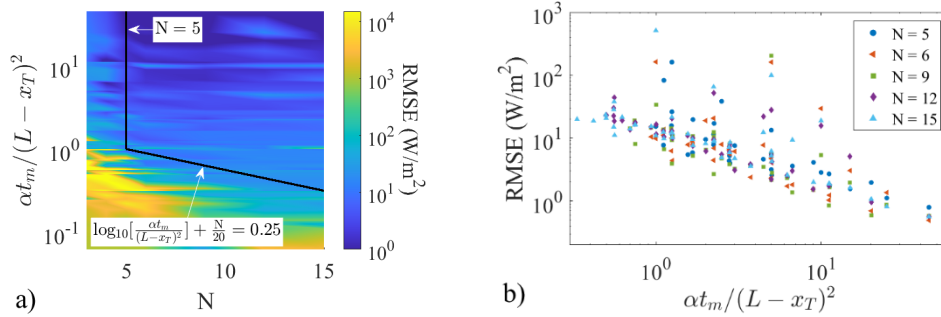 N = 5
αt_m/(L − x_T)^2
10^1
10^0
10^-1
log_10[αt_m/(L−x_T)^2] + N/20 = 0.25
5
10
15
N
a)
10^4
10^3
10^2
10^1
10^0
RMSE (W/m^2)
RMSE (W/m^2)
10^3
10^2
10^1
10^0
N = 5
N = 6
N = 9
N = 12
N = 15
10^0
10^1
αt_m/(L − x_T)^2
b)